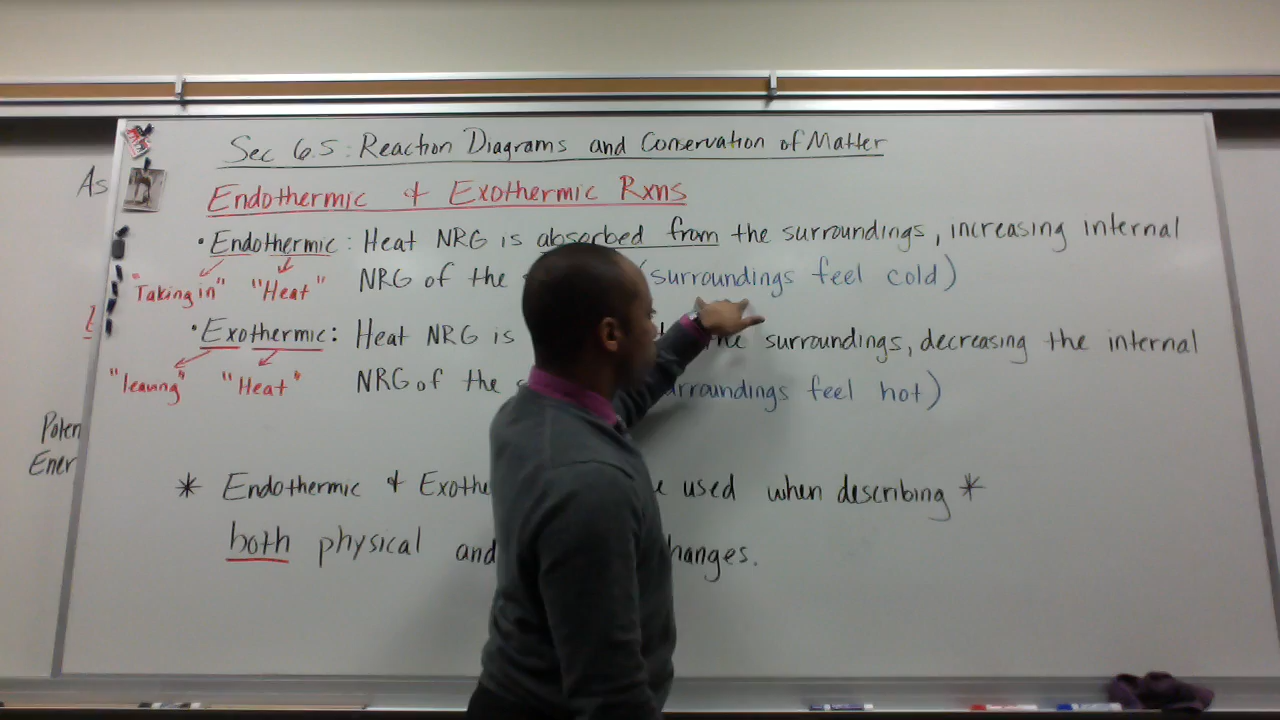 Sec 6.5: Reaction Diagrams and Conservation of Matter
As
Endothermic & Exothermic Rxns
• Endothermic: Heat NRG is absorbed from the surroundings, increasing internal
"Taking in" "Heat" NRG of the (surroundings feel cold)
• Exothermic: Heat NRG is the surroundings, decreasing the internal
"leaving" "Heat" NRG of the surroundings feel hot)
Poten
Ener
* Endothermic & Exothe used when describing *
both physical and hanges.